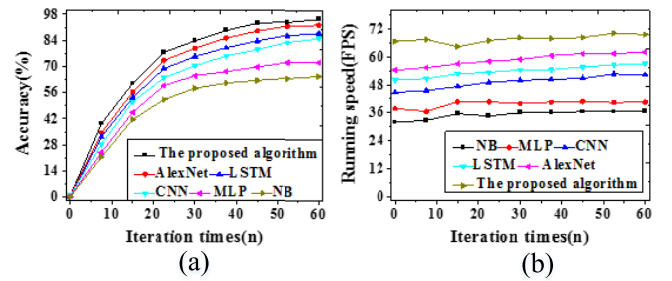 98
84
70
56
42
28
14
0
Accuracy(%)
The proposed algorithm
AlexNet LSTM
CNN MLP NB
0 10 20 30 40 50 60
Iteration times(n)
(a)
72
60
48
36
24
12
0
Running speed(FPS)
NB MLP CNN
LSTM AlexNet
The proposed algorithm
0 10 20 30 40 50 60
Iteration times(n)
(b)